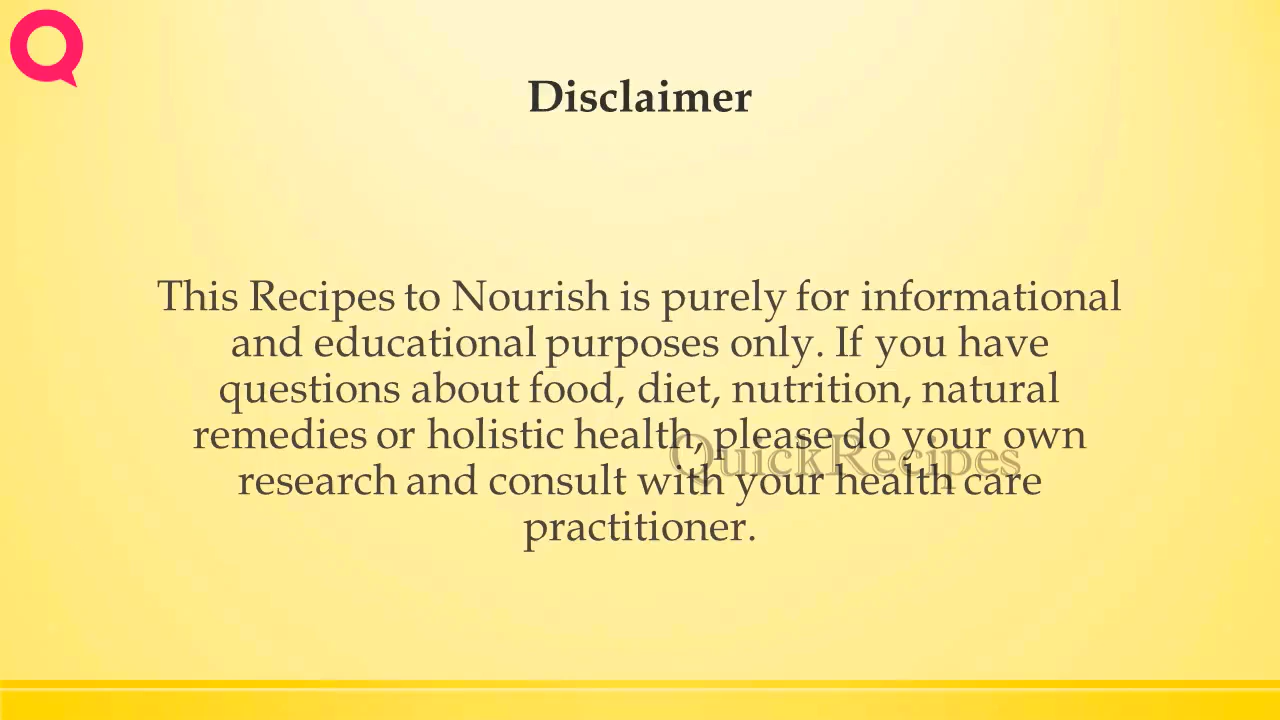 Disclaimer
This Recipes to Nourish is purely for informational
and educational purposes only. If you have
questions about food, diet, nutrition, natural
remedies or holistic health, please do your own
QuickRecipes
research and consult with your health care
practitioner.